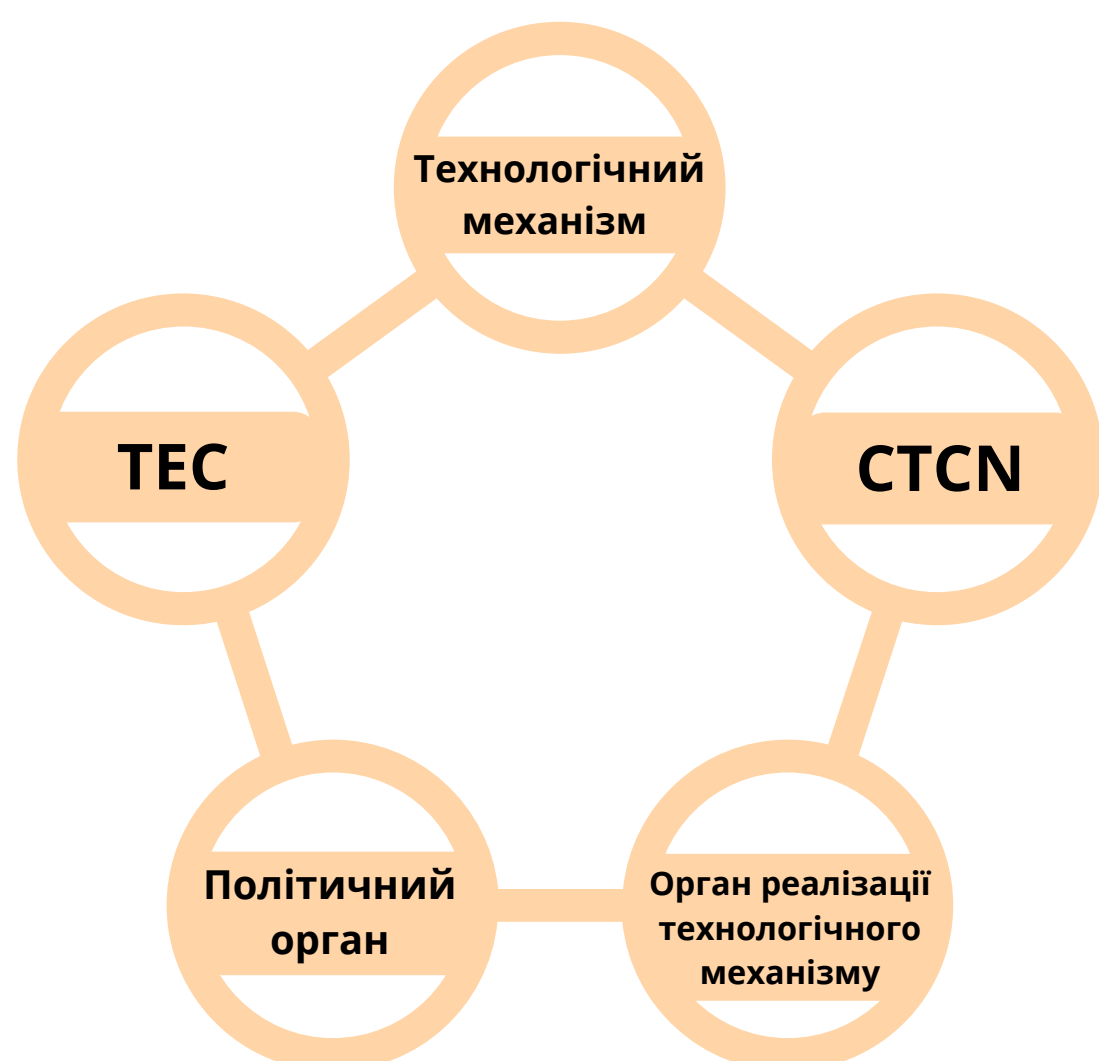 Технологічний
механізм
TEC
CTCN
Політичний
орган
Орган реалізації
технологічного
механізму